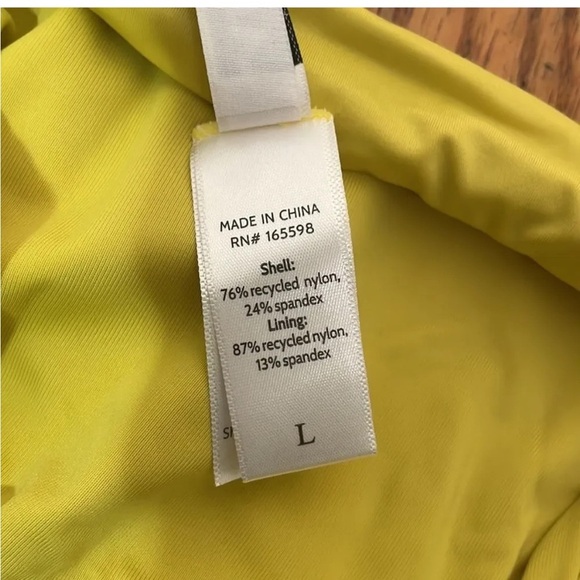 MADE IN CHINA
RN# 165598
Shell:
76% recycled nylon,
24% spandex
Lining:
87% recycled nylon,
13% spandex
L